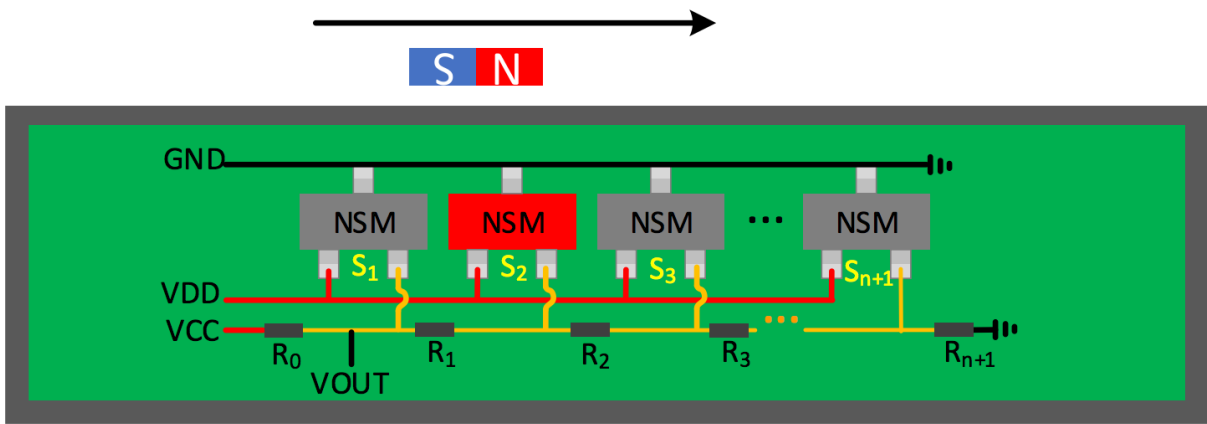 S N
GND
NSM NSM NSM ... NSM
S₁ S₂ S₃ Sₙ₊₁
VDD
VCC
R₀ R₁ R₂ R₃ ... Rₙ₊₁
VOUT